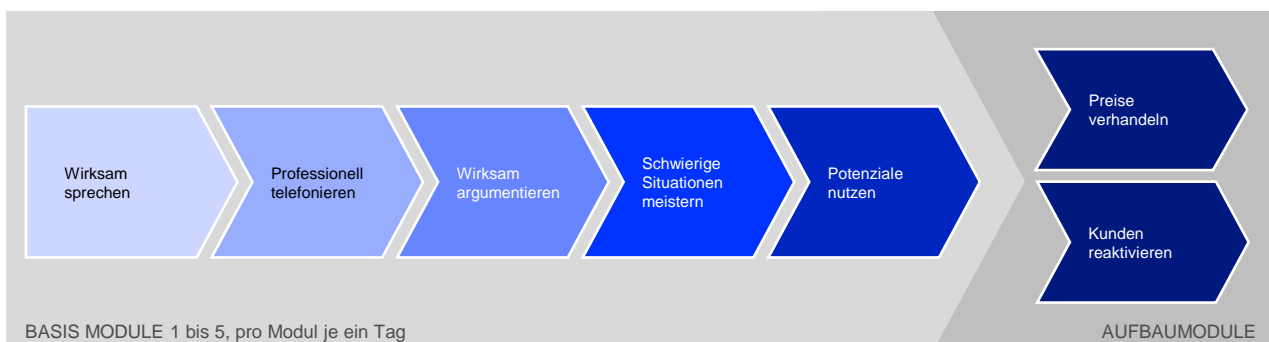 Wirksam
sprechen
Professionell
telefonieren
Wirksam
argumentieren
Schwierige
Situationen
meistern
Potenziale
nutzen
Preise
verhandeln
Kunden
reaktivieren
BASIS MODULE 1 bis 5, pro Modul je ein Tag
AUFBAUMODULE